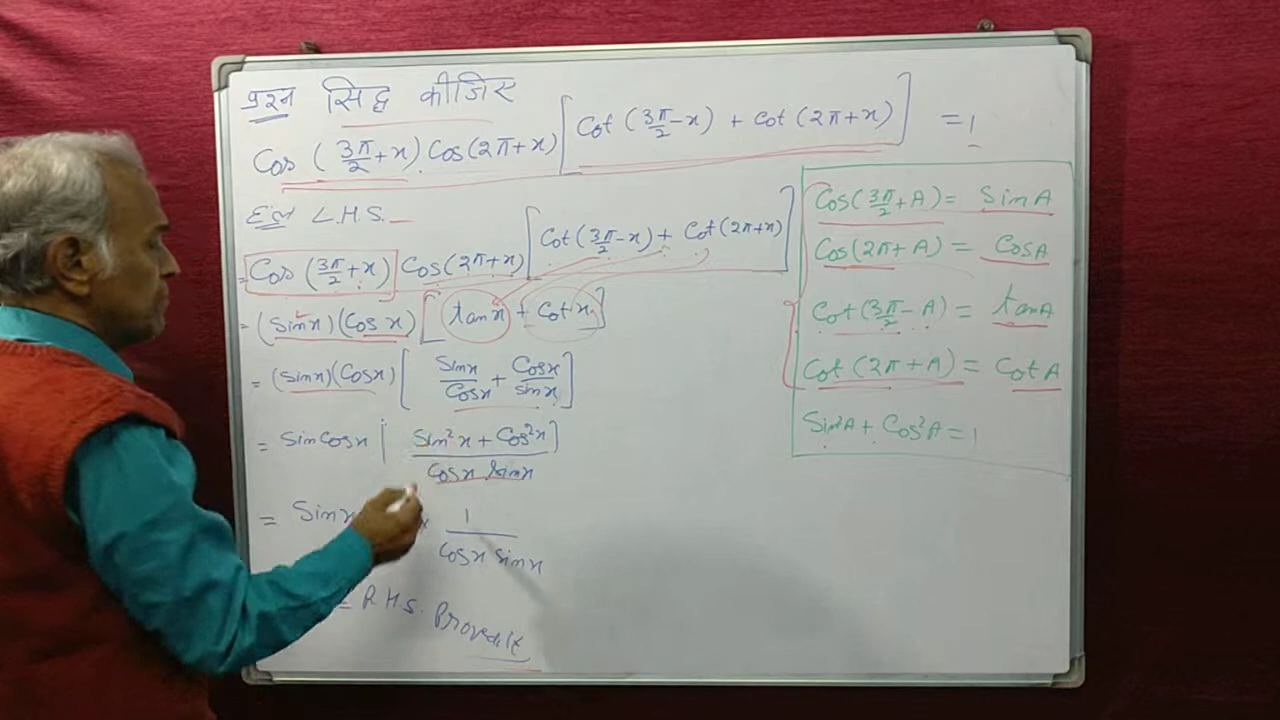 प्रश्न सिद्ध कीजिए
Cos (3π/2 + x) Cos(2π + x) [Cot (3π/2 - x) + Cot (2π + x)] = 1
हल L.H.S.
= Cos (3π/2 + x) Cos(2π + x) [Cot(3π/2 - x) + Cot(2π + x)]
= (Sin x) (Cos x) [tan x + Cot x]
= (Sin x)(Cos x) [Sin x/Cos x + Cos x/Sin x]
= Sin Cos x [Sin²x + Cos²x/Cos x Sin x]
= Sin x × 1/Cos x Sin x
= R.H.S. Proved
Cos(3π/2 + A) = Sin A
Cos(2π + A) = Cos A
Cot(3π/2 - A) = tan A
Cot(2π + A) = Cot A
Sin²A + Cos²A = 1